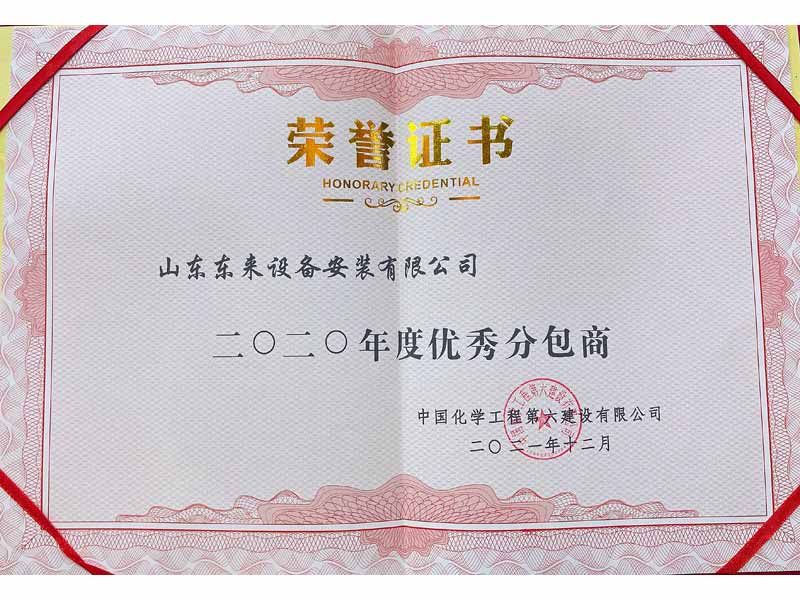 荣誉证书
HONORARY CREDENTIAL
山东东来设备安装有限公司
二〇二〇年度优秀分包商
中国化学工程第六建设有限公司
二〇二一年十二月